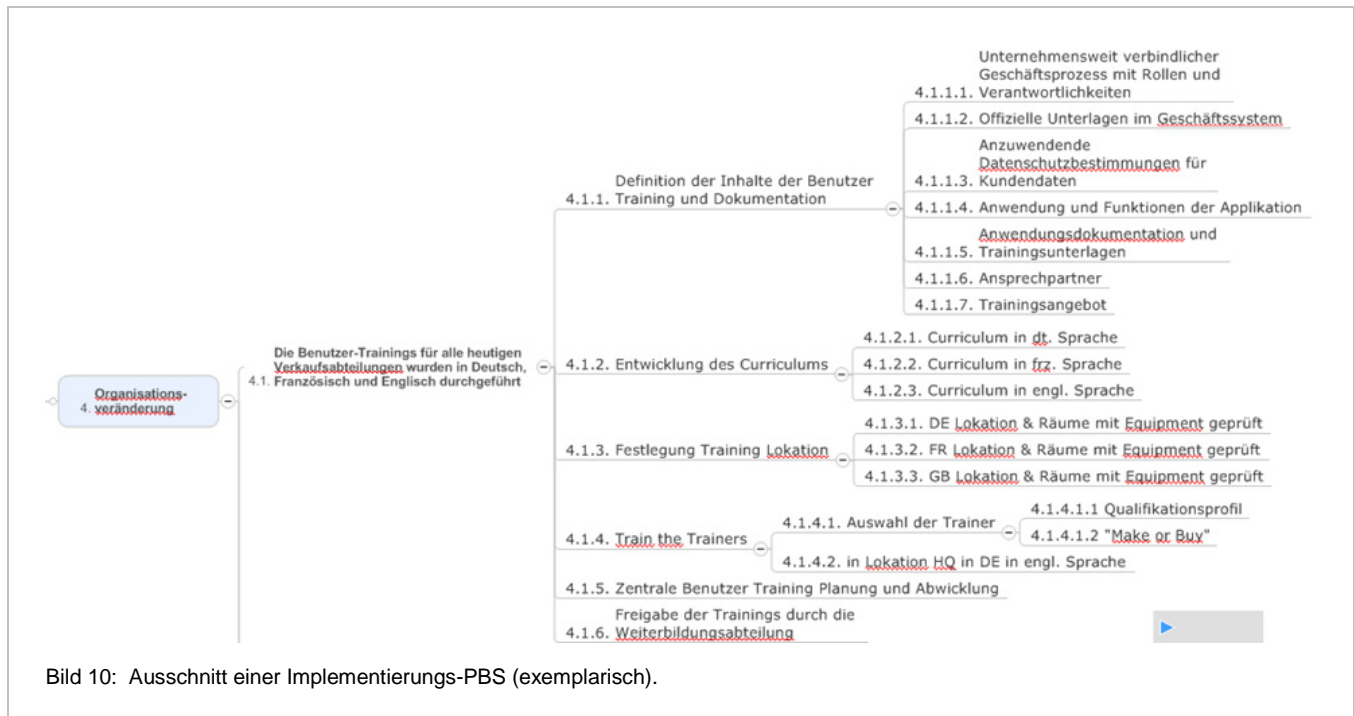 Organisations-
4. veränderung
Die Benutzer-Trainings für alle heutigen
Verkaufsabteilungen wurden in Deutsch,
4.1. Französisch und Englisch durchgeführt
Definition der Inhalte der Benutzer
4.1.1. Training und Dokumentation
Unternehmensweit verbindlicher
Geschäftsprozess mit Rollen und
4.1.1.1. Verantwortlichkeiten
4.1.1.2. Offizielle Unterlagen im Geschäftssystem
Anzuwendende
Datenschutzbestimmungen für
4.1.1.3. Kundendaten
4.1.1.4. Anwendung und Funktionen der Applikation
Anwendungsdokumentation und
4.1.1.5. Trainingsunterlagen
4.1.1.6. Ansprechpartner
4.1.1.7. Trainingsangebot
4.1.2. Entwicklung des Curriculums
4.1.2.1. Curriculum in dt. Sprache
4.1.2.2. Curriculum in frz. Sprache
4.1.2.3. Curriculum in engl. Sprache
4.1.3. Festlegung Training Lokation
4.1.3.1. DE Lokation & Räume mit Equipment geprüft
4.1.3.2. FR Lokation & Räume mit Equipment geprüft
4.1.3.3. GB Lokation & Räume mit Equipment geprüft
4.1.4. Train the Trainers
4.1.4.1. Auswahl der Trainer
4.1.4.1.1 Qualifikationsprofil
4.1.4.1.2 "Make or Buy"
4.1.4.2. in Lokation HQ in DE in engl. Sprache
4.1.5. Zentrale Benutzer Training Planung und Abwicklung
Freigabe der Trainings durch die
4.1.6. Weiterbildungsabteilung
Bild 10: Ausschnitt einer Implementierungs-PBS (exemplarisch).